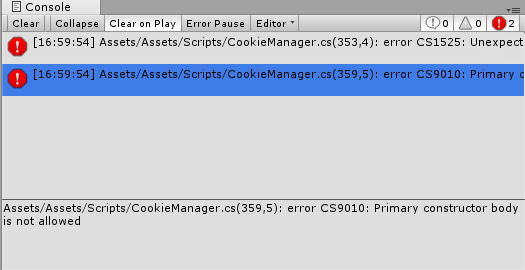 Console
Clear Collapse Clear on Play Error Pause Editor 0 0 2
[16:59:54] Assets/Assets/Scripts/CookieManager.cs(353,4): error CS1525: Unexpect
[16:59:54] Assets/Assets/Scripts/CookieManager.cs(359,5): error CS9010: Primary c
Assets/Assets/Scripts/CookieManager.cs(359,5): error CS9010: Primary constructor body
is not allowed